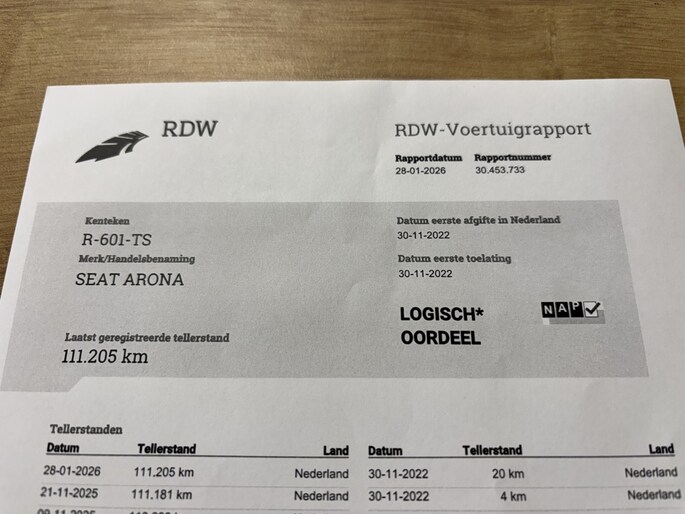 RDW
RDW-Voertuigrapport
Rapportdatum Rapportnummer
28-01-2026 30.453.733
Kenteken
R-601-TS
Merk/Handelsbenaming
SEAT ARONA
Laatst geregistreerde tellerstand
111.205 km
Datum eerste afgifte in Nederland
30-11-2022
Datum eerste toelating
30-11-2022
LOGISCH*
OORDEEL
NAP
Tellerstanden
Datum Tellerstand Land Datum Tellerstand Land
28-01-2026 111.205 km Nederland 30-11-2022 20 km Nederland
21-11-2025 111.181 km Nederland 30-11-2022 4 km Nederland